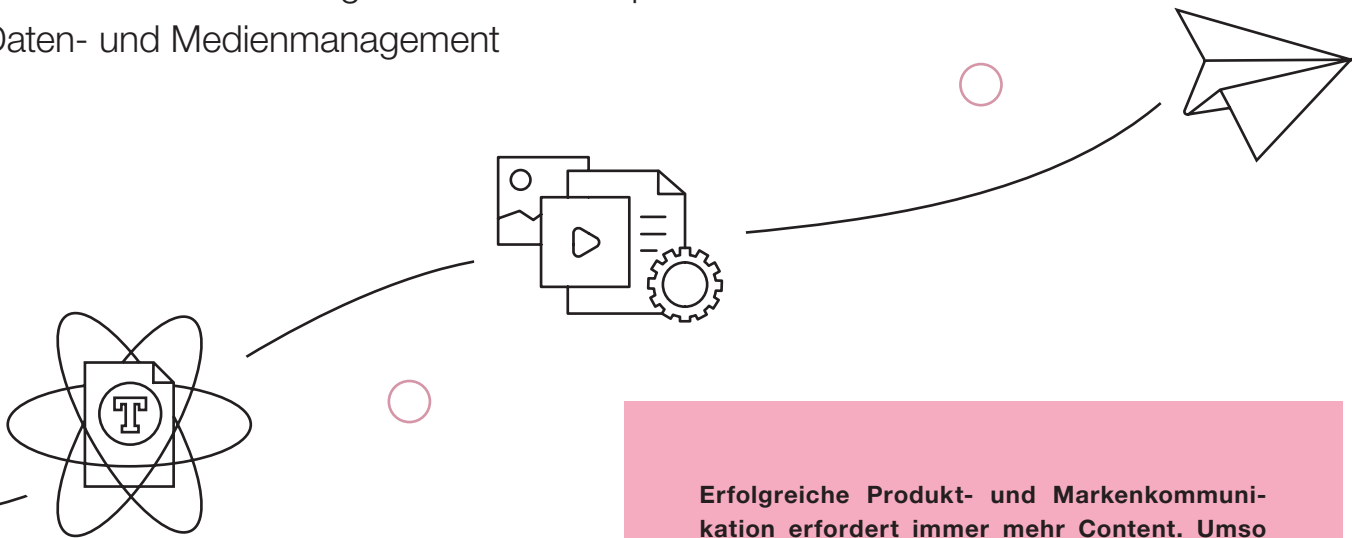 Daten- und Medienmanagement
T
Erfolgreiche Produkt- und Markenkommuni-
kation erfordert immer mehr Content. Umso